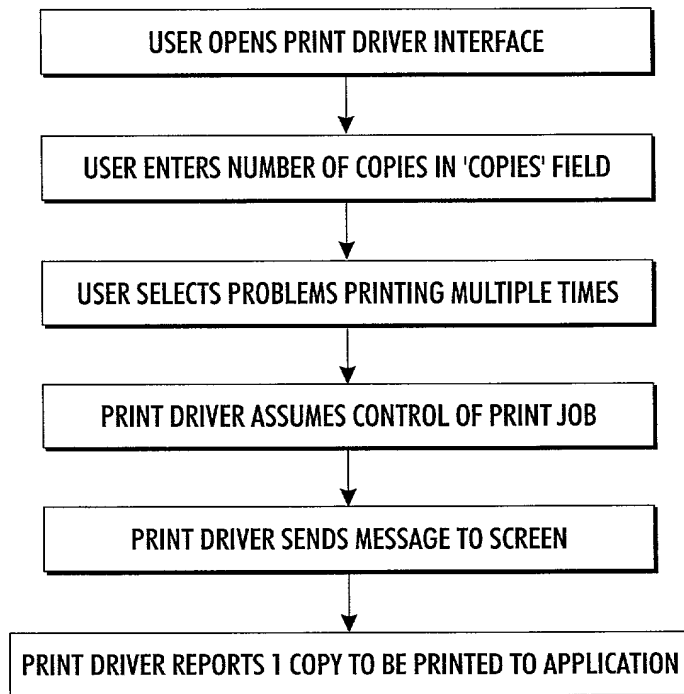 USER OPENS PRINT DRIVER INTERFACE
USER ENTERS NUMBER OF COPIES IN 'COPIES' FIELD
USER SELECTS PROBLEMS PRINTING MULTIPLE TIMES
PRINT DRIVER ASSUMES CONTROL OF PRINT JOB
PRINT DRIVER SENDS MESSAGE TO SCREEN
PRINT DRIVER REPORTS 1 COPY TO BE PRINTED TO APPLICATION